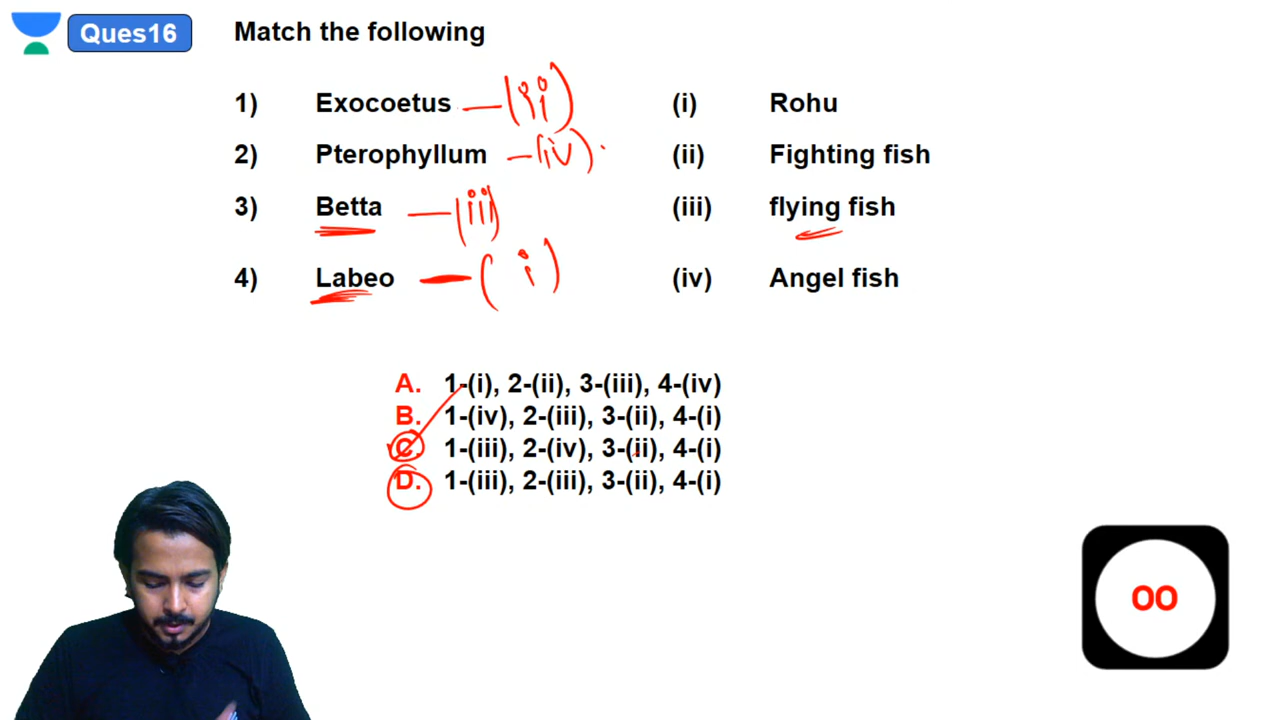 Ques16 Match the following
1) Exocoetus — (ii) (i) Rohu
2) Pterophyllum — (iv) (ii) Fighting fish
3) Betta — (iii) (iii) flying fish
4) Labeo — (i) (iv) Angel fish
A. 1-(i), 2-(ii), 3-(iii), 4-(iv)
B. 1-(iv), 2-(iii), 3-(ii), 4-(i)
C. 1-(iii), 2-(iv), 3-(ii), 4-(i)
D. 1-(iii), 2-(iii), 3-(ii), 4-(i)
00